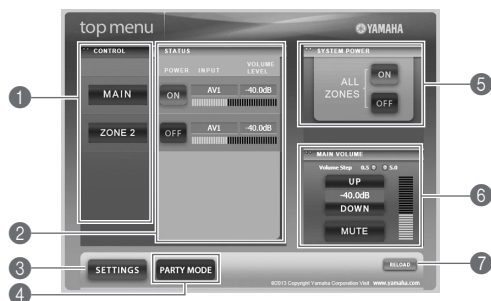 top menu
YAMAHA
CONTROL
STATUS
SYSTEM POWER
POWER INPUT VOLUME LEVEL
MAIN
ON AV1 -40.0dB
ZONE 2
OFF AV1 -40.0dB
ALL ZONES
ON
OFF
MAIN VOLUME
Volume Step 0.5 5.0
UP
-40.0dB
DOWN
MUTE
SETTINGS
PARTY MODE
RELOAD
©2013 Copyright Yamaha Corporation Visit www.yamaha.com
1
2
3
4
5
6
7